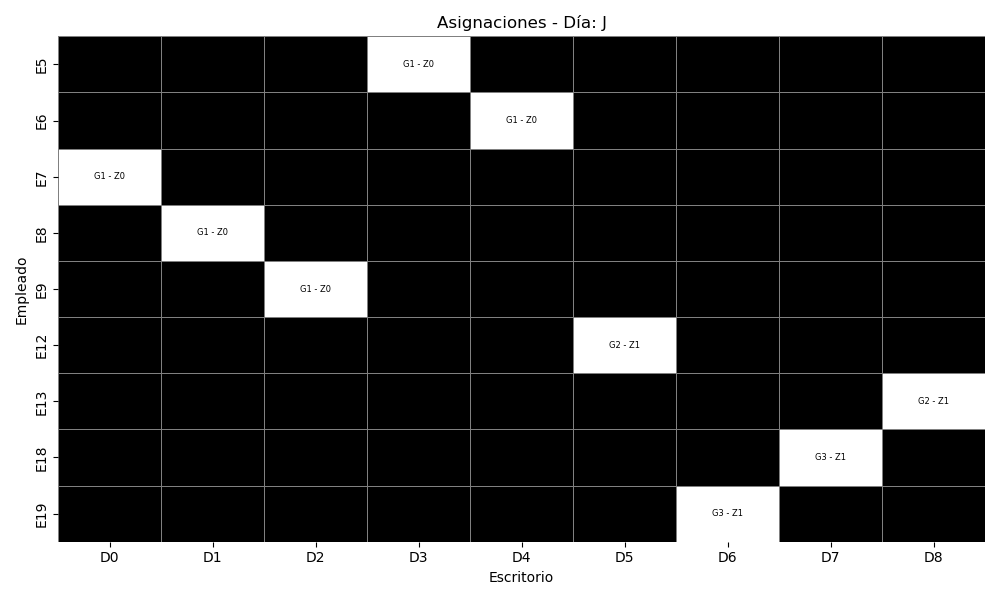 Asignaciones - Día: J
Empleado
E5
G1 - Z0
E6
G1 - Z0
E7
G1 - Z0
E8
G1 - Z0
E9
G1 - Z0
E12
G2 - Z1
E13
G2 - Z1
E18
G3 - Z1
E19
G3 - Z1
D0 D1 D2 D3 D4 D5 D6 D7 D8
Escritorio